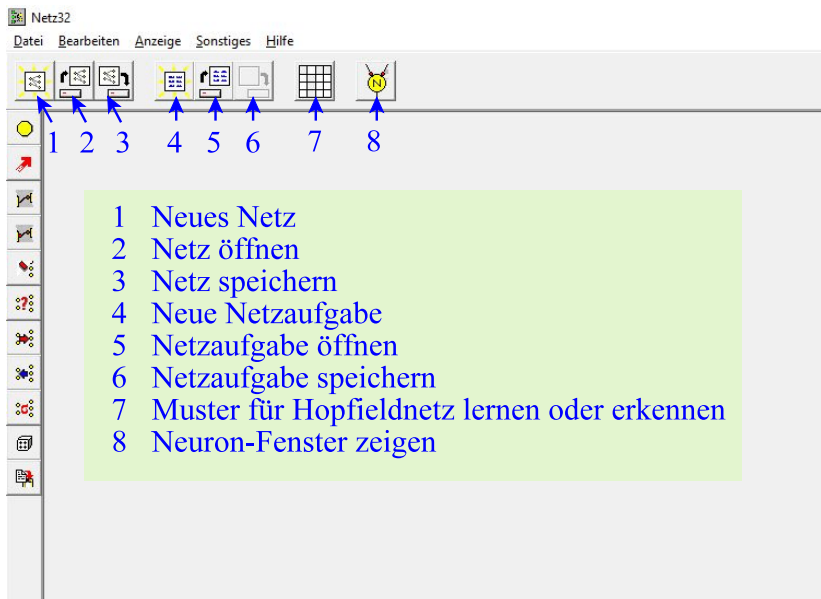 Netz32
Datei Bearbeiten Anzeige Sonstiges Hilfe
N
1 2 3 4 5 6 7 8
1 Neues Netz
2 Netz öffnen
3 Netz speichern
4 Neue Netzaufgabe
5 Netzaufgabe öffnen
6 Netzaufgabe speichern
7 Muster für Hopfieldnetz lernen oder erkennen
8 Neuron-Fenster zeigen
?